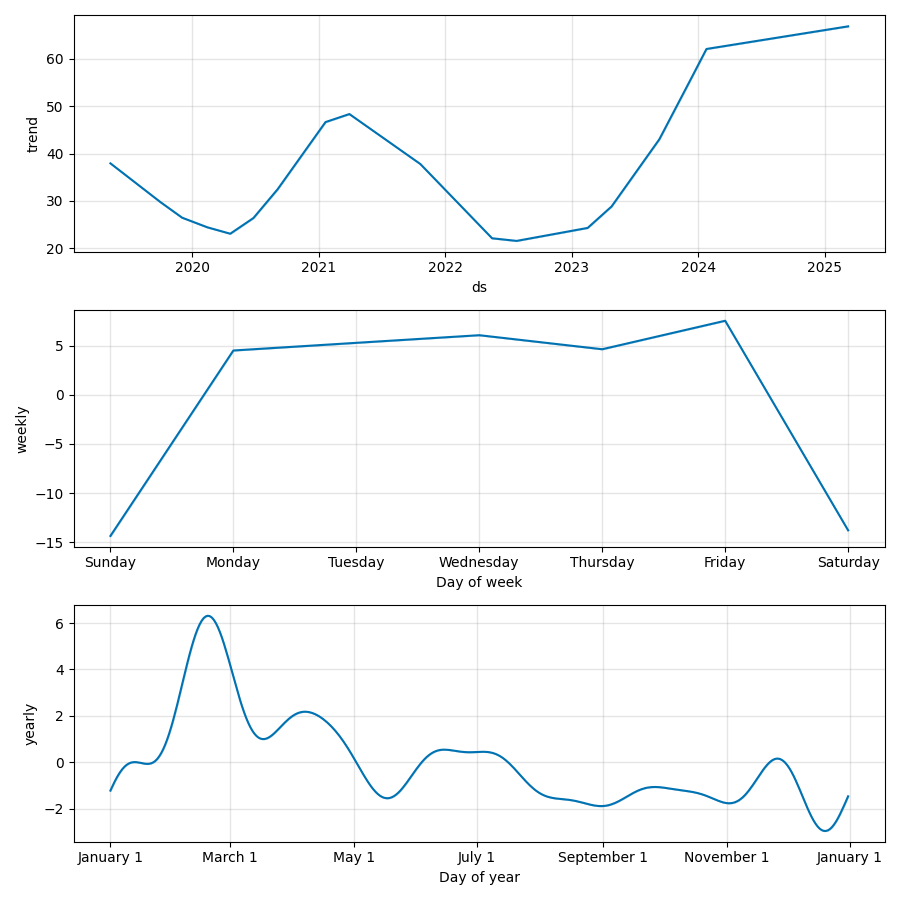 60
50
40
30
20
trend
2020 2021 2022 2023 2024 2025
ds
5
0
−5
−10
−15
weekly
Sunday Monday Tuesday Wednesday Thursday Friday Saturday
Day of week
6
4
2
0
−2
yearly
January 1 March 1 May 1 July 1 September 1 November 1 January 1
Day of year